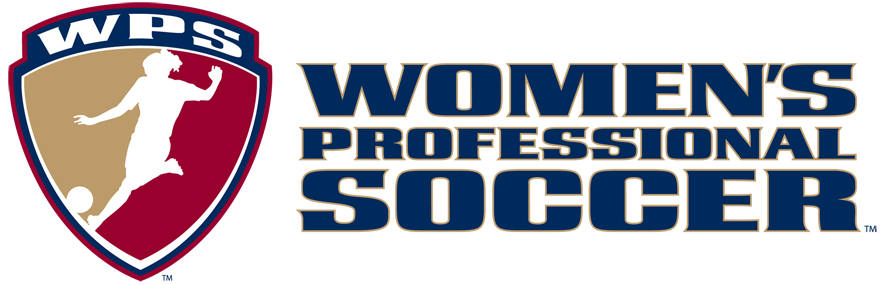 WPS
WOMEN'S
PROFESSIONAL
SOCCER
TM
TM